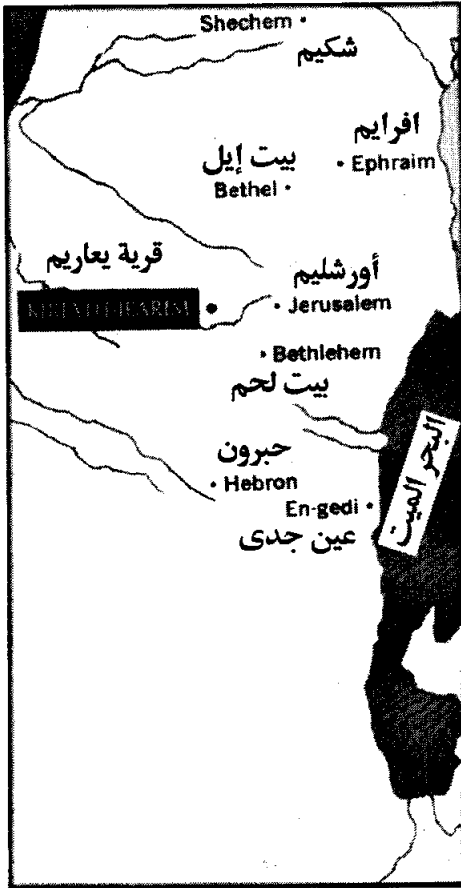 Shechem
شكيم
افرايم
Ephraim
بيت إيل
Bethel
قرية يعاريم
KIRIATH-JEARIM
أورشليم
Jerusalem
Bethlehem
بيت لحم
حبرون
Hebron
En-gedi
عين جدى
البحر الميت